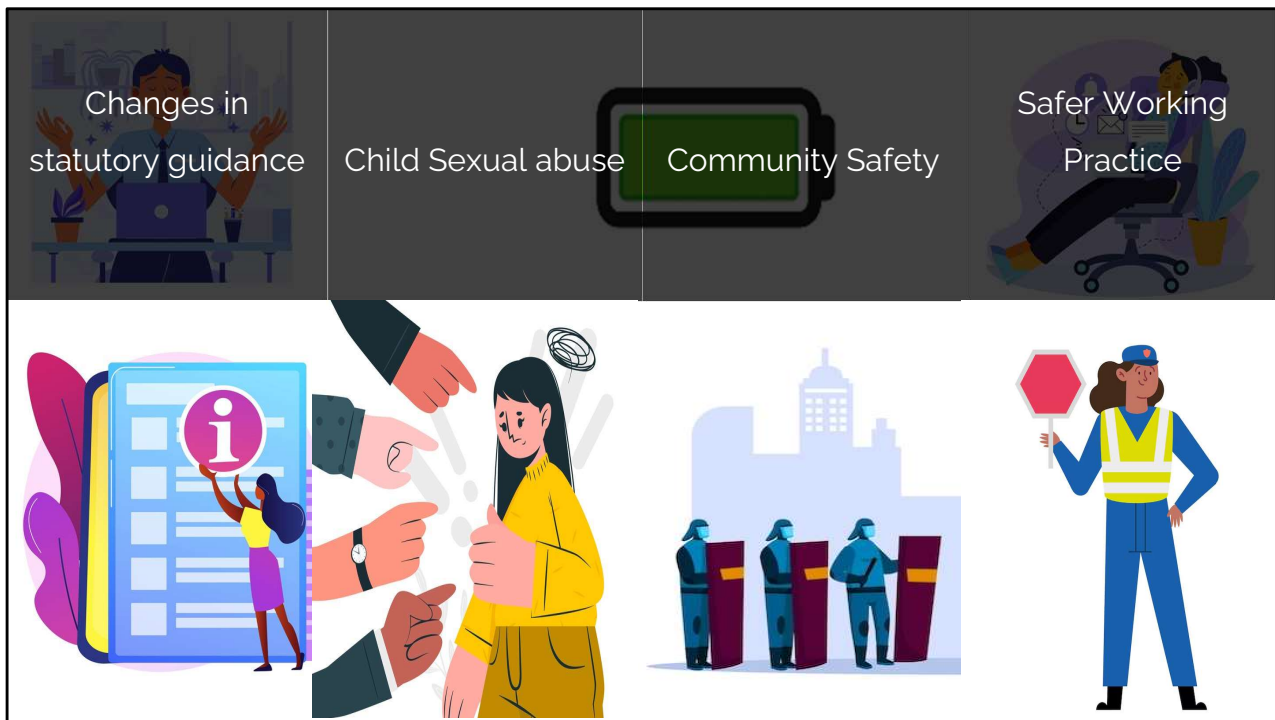 Changes in
statutory guidance
Child Sexual abuse
Community Safety
Safer Working
Practice
i